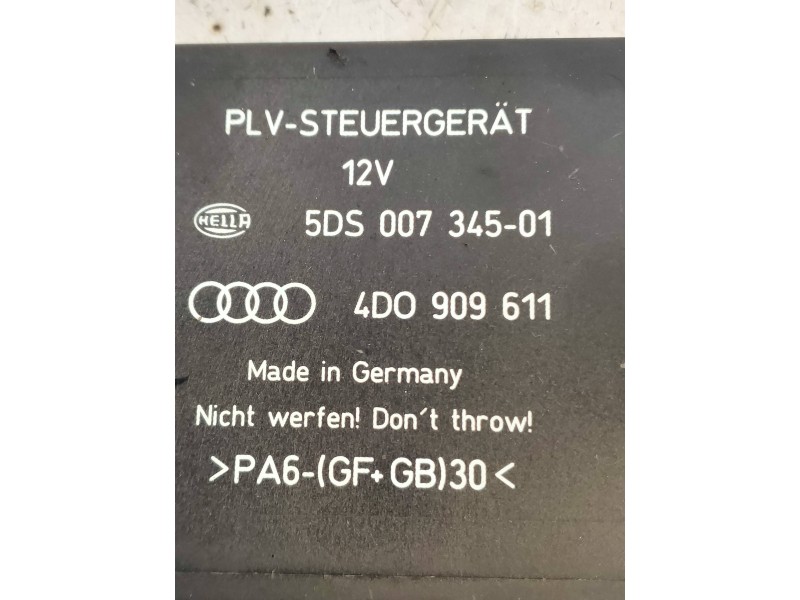 PLV-STEUERGERÄT
12V
HELLA 5DS 007 345-01
4D0 909 611
Made in Germany
Nicht werfen! Don´t throw!
>PA6-(GF+GB)30<